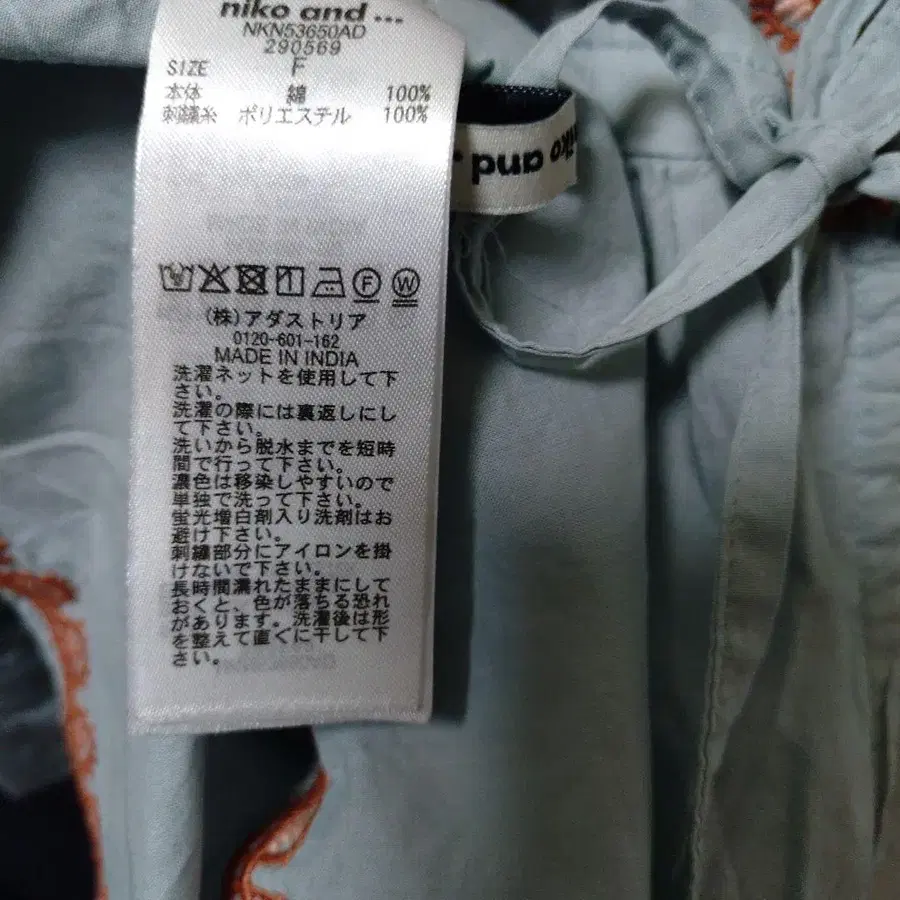 niko and ...
NKN53650AD
290569
SIZE F
本体 綿 100%
刺繍糸 ポリエステル 100%
niko and .
F W
(株)アダストリア
0120-601-162
MADE IN INDIA
洗濯ネットを使用して下
さい。
洗濯の際には裏返しにし
て下さい。
洗いから脱水までを短時
間で行って下さい。
濃色は移染しやすいので
単独で洗って下さい。
蛍光増白剤入り洗剤はお
避け下さい。
刺繍部分にアイロンを掛
けないで下さい。
長時間濡れたままにして
おくと、色が落ちる恐れ
があります。洗濯後は形
を整えて直ぐに干して下
さい。